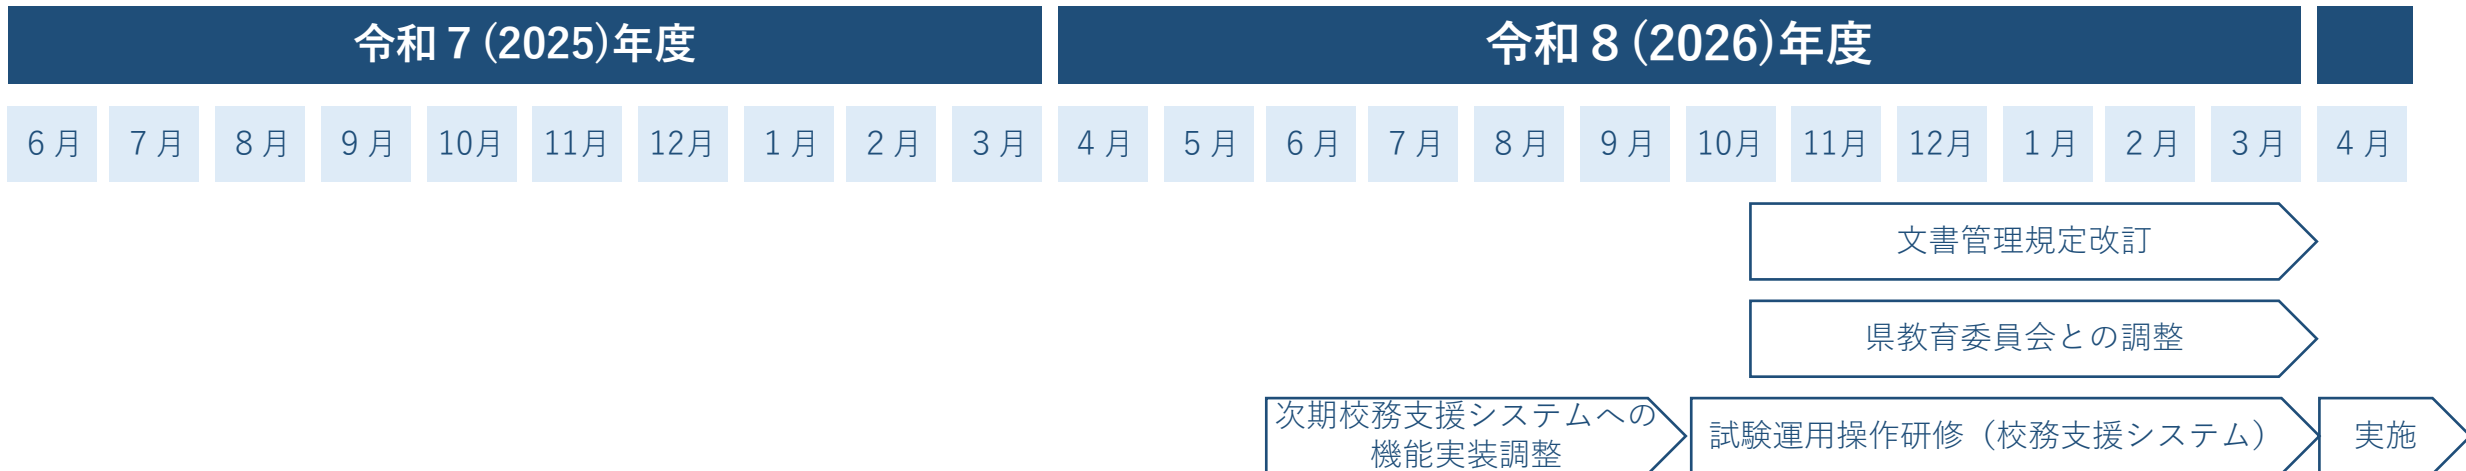 令和７(2025)年度
令和８(2026)年度
６月 ７月 ８月 ９月 10月 11月 12月 １月 ２月 ３月 ４月 ５月 ６月 ７月 ８月 ９月 10月 11月 12月 １月 ２月 ３月 ４月
文書管理規定改訂
県教育委員会との調整
次期校務支援システムへの
機能実装調整
試験運用操作研修（校務支援システム）
実施